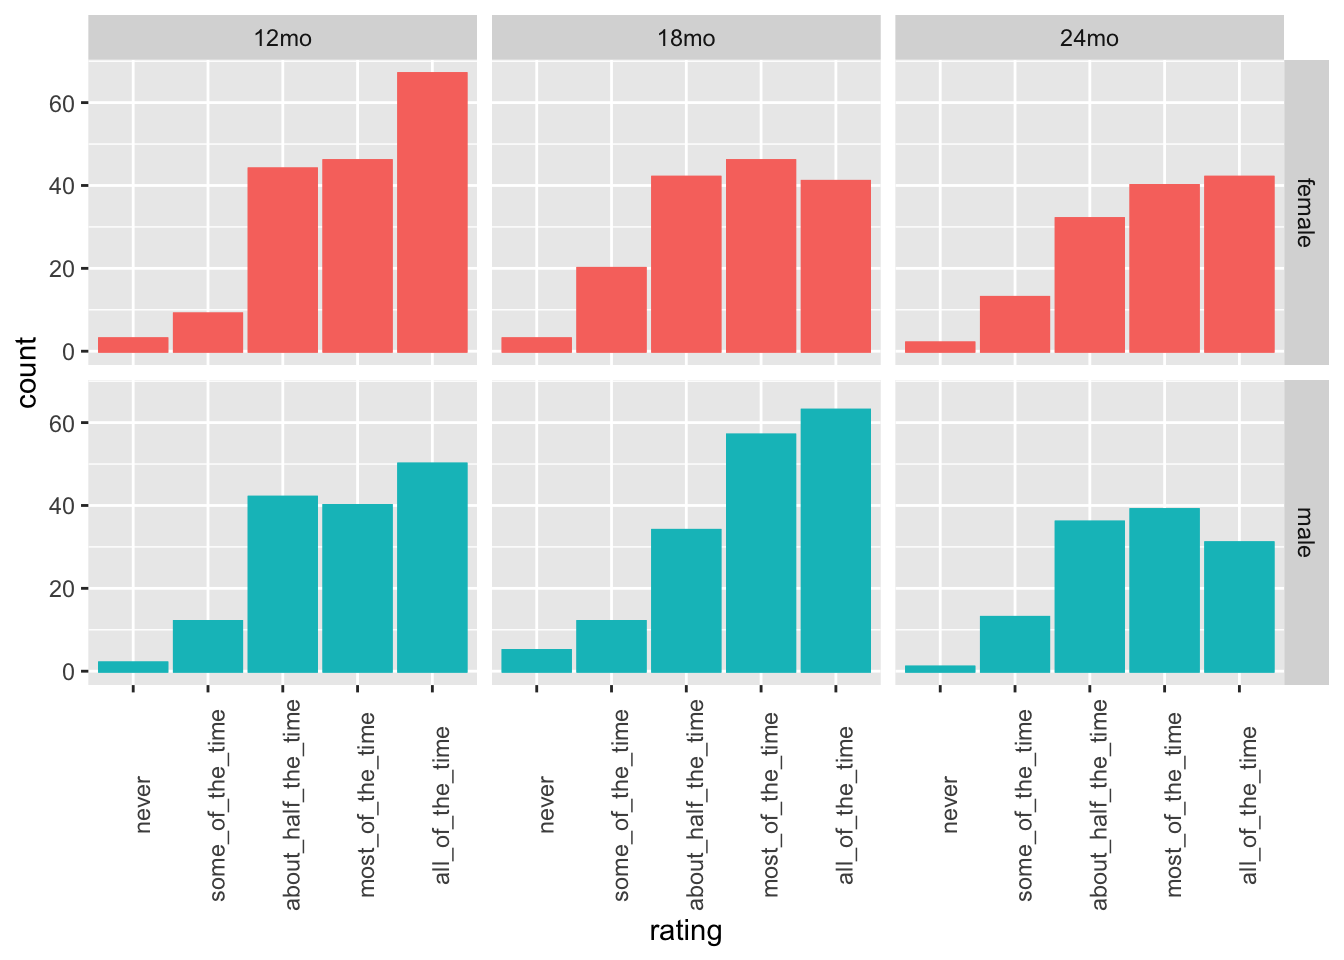 12mo 18mo 24mo
60
40
20
0
female
count
60
40
20
0
male
never some_of_the_time about_half_the_time most_of_the_time all_of_the_time never some_of_the_time about_half_the_time most_of_the_time all_of_the_time never some_of_the_time about_half_the_time most_of_the_time all_of_the_time
rating